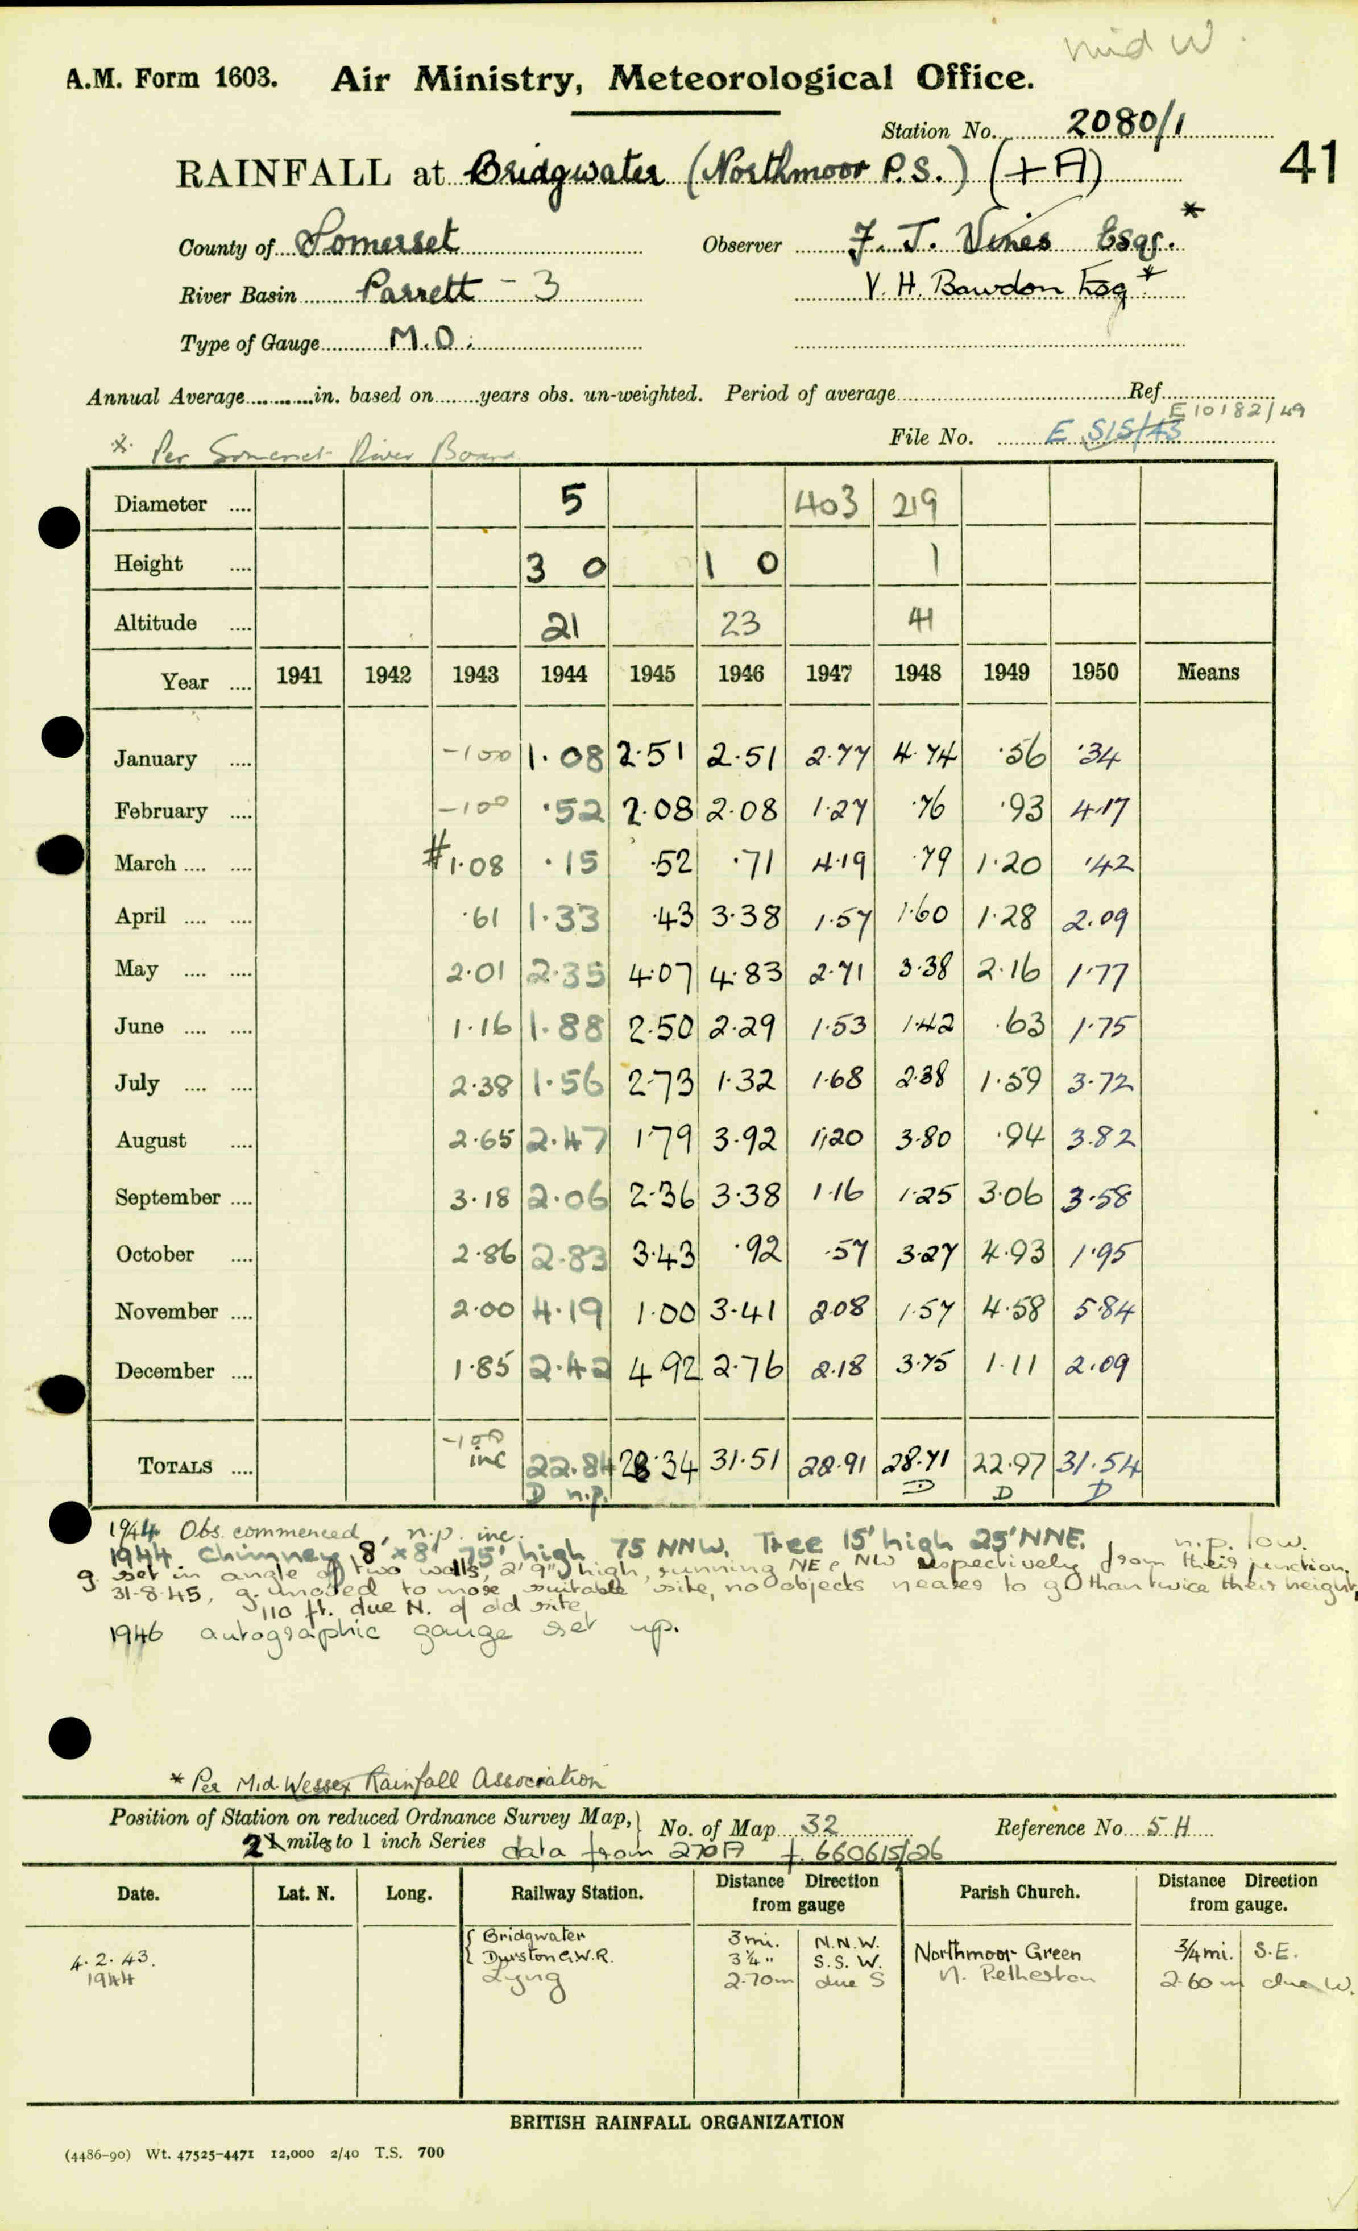 mid W.
A.M. Form 1603. Air Ministry, Meteorological Office.
Station No. 2080/1
41
RAINFALL at Bridgwater (Northmoor P.S.) (+A)
County of Somerset Observer F. J. Vines Esqr. *
River Basin Parrett - 3 V. H. Bawdon Esq *
Type of Gauge M.O.
Annual Average in. based on years obs. un-weighted. Period of average Ref
E10182/49
File No. E 515/43
* Per Somerset River Board
Diameter 5 403 219
Height 3 0 1 0 1
Altitude 21 23 41
Year 1941 1942 1943 1944 1945 1946 1947 1948 1949 1950 Means
January -100 1.08 2.51 2.51 2.77 4.74 .56 .34
February -100 .52 2.08 2.08 1.27 .76 .93 4.17
March #1.08 .15 .52 .71 4.19 .79 1.20 .42
April .61 1.33 .43 3.38 1.57 1.60 1.28 2.09
May 2.01 2.35 4.07 4.83 2.71 3.38 2.16 1.77
June 1.16 1.88 2.50 2.29 1.53 1.42 .63 1.75
July 2.38 1.56 2.73 1.32 1.68 2.38 1.59 3.72
August 2.65 2.47 1.79 3.92 1.20 3.80 .94 3.82
September 3.18 2.06 2.36 3.38 1.16 1.25 3.06 3.58
October 2.86 2.83 3.43 .92 .57 3.27 4.93 1.95
November 2.00 4.19 1.00 3.41 2.08 1.57 4.58 5.84
December 1.85 2.42 4.92 2.76 2.18 3.75 1.11 2.09
-100
TOTALS inc 22.84 28.34 31.51 22.91 28.71 22.97 31.54
D n.p. D D D
1944 Obs. commenced, n.p. inc.
1944 Chimney 8' x 8' 75' high 75 NNW. Tree 15' high 25' NNE. n.p. low.
g. set in angle of two walls, 2' 9" high, running NE & NW respectively from their junction.
31-8-45, g. moved to more suitable site, no objects nearer to g than twice their height,
110 ft. due N. of old site.
1946 autographic gauge set up.
* Per Mid. Wessex Rainfall Association
Position of Station on reduced Ordnance Survey Map, No. of Map 32 Reference No. 5 H
2 miles to 1 inch Series data from 270A f. 660615/26
Date. Lat. N. Long. Railway Station. Distance Direction from gauge Parish Church. Distance Direction from gauge.
4.2.43. Bridgwater 3 mi. N.N.W. Northmoor Green 3/4 mi. S.E.
Durston G.W.R. 3 1/4 " S.S.W.
1944 Lyng 2.70m due S N. Petherton 2.60 m due W.
BRITISH RAINFALL ORGANIZATION
(4486-90) Wt. 47525-4471 12,000 2/40 T.S. 700